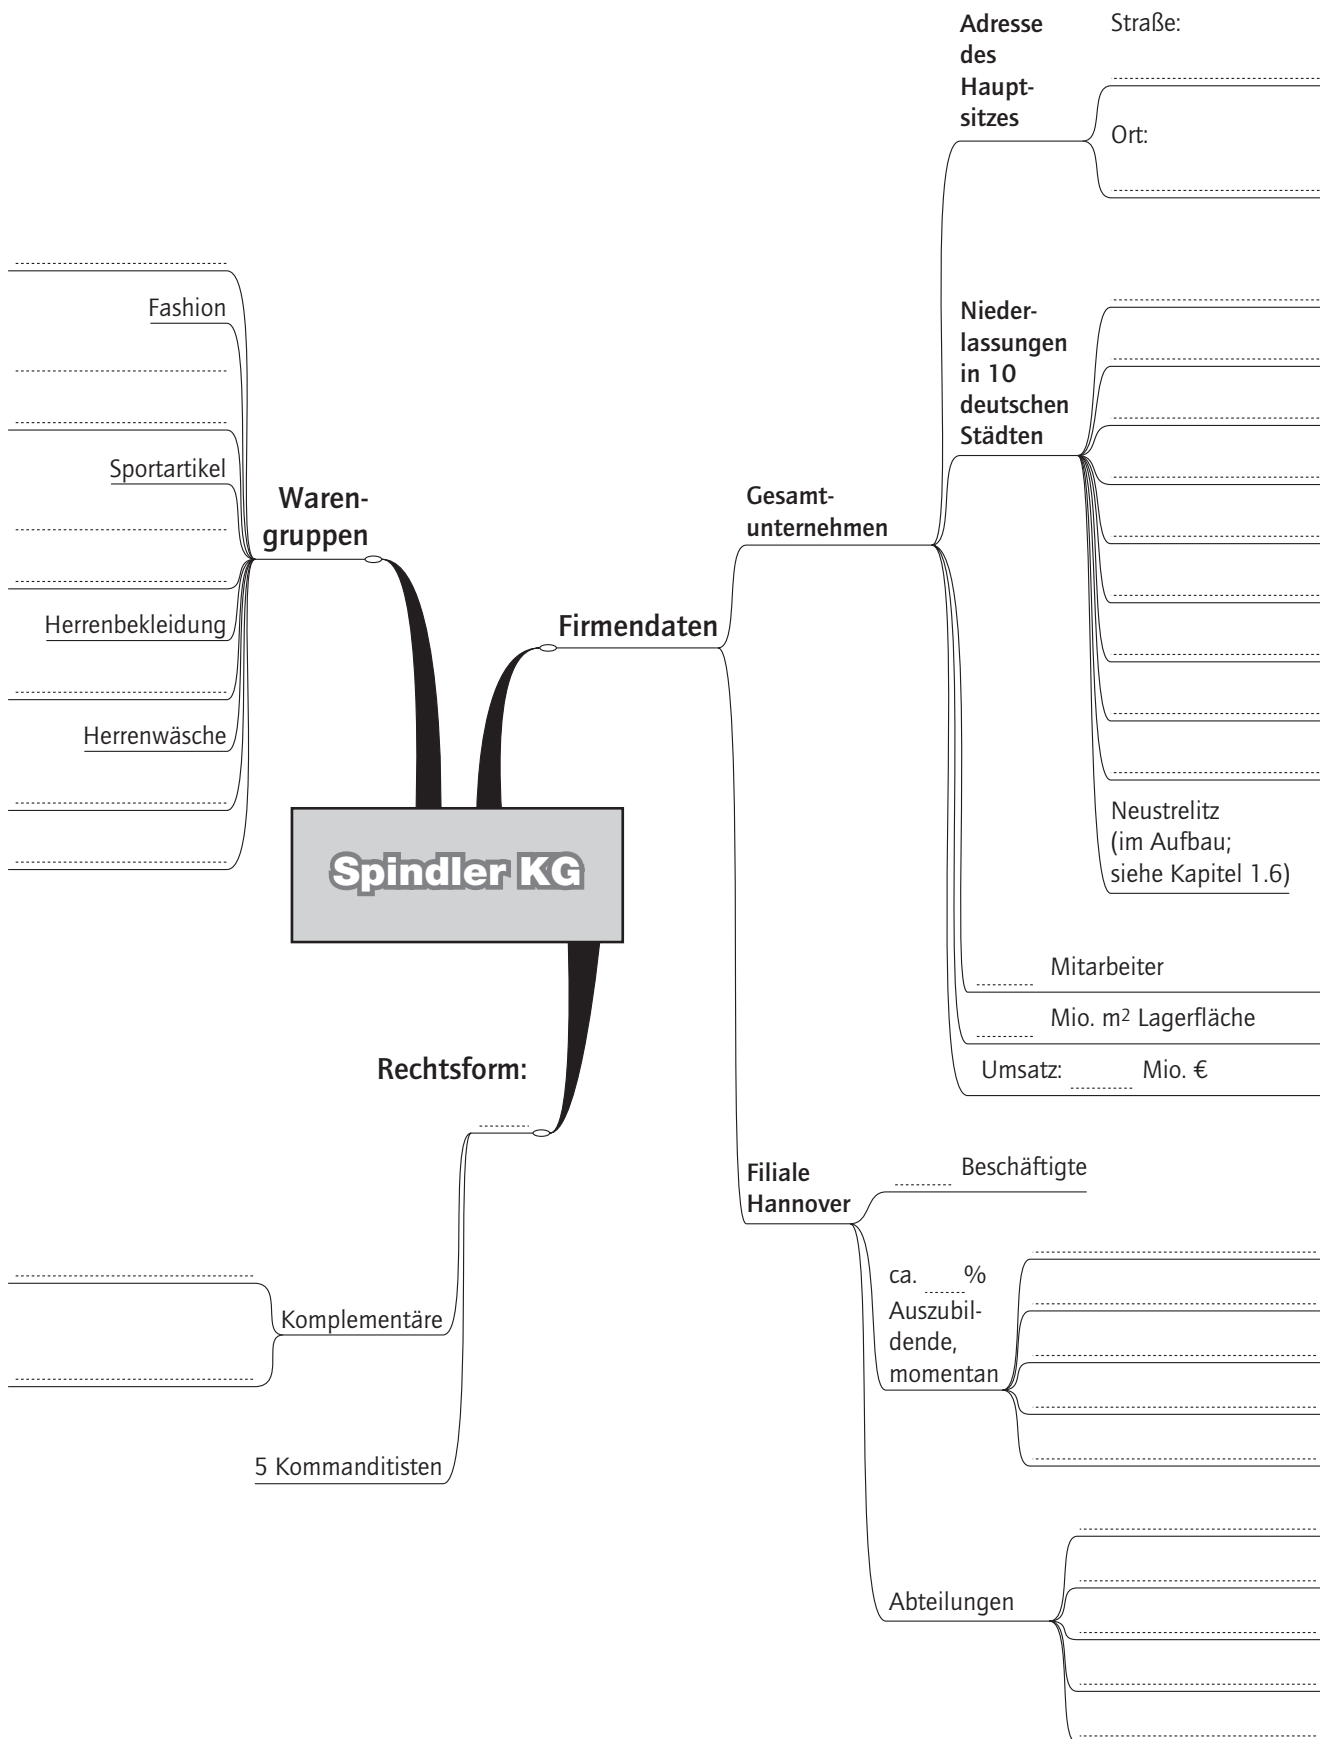 Adresse
des
Haupt-
sitzes
Straße:
Ort:
Fashion
Sportartikel
Herrenbekleidung
Herrenwäsche
Waren-
gruppen
Nieder-
lassungen
in 10
deutschen
Städten
Gesamt-
unternehmen
Firmendaten
Neustrelitz
(im Aufbau;
siehe Kapitel 1.6)
Spindler KG
Mitarbeiter
Mio. m² Lagerfläche
Umsatz: Mio. €
Rechtsform:
Komplementäre
5 Kommanditisten
Filiale
Hannover
Beschäftigte
ca. %
Auszubil-
dende,
momentan
Abteilungen